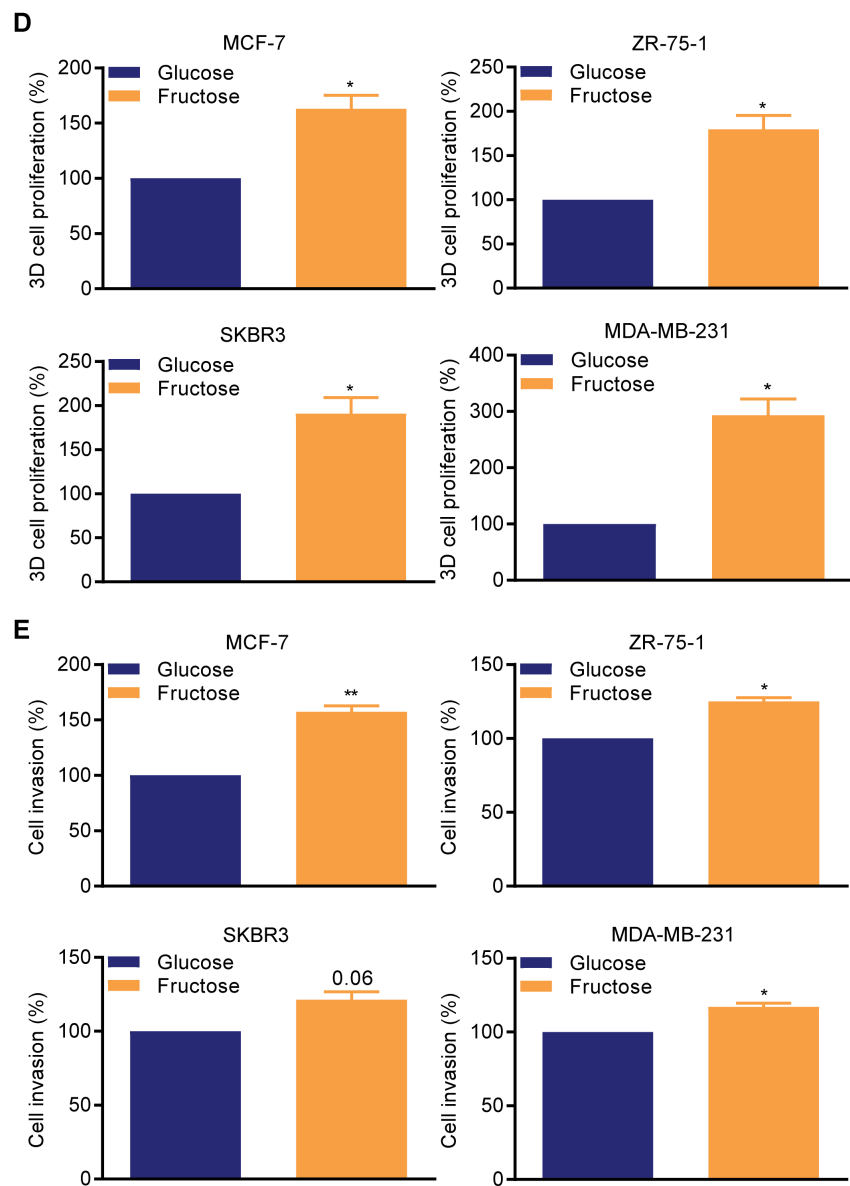 D
MCF-7
3D cell proliferation (%)
200
150
100
50
0
Glucose
Fructose
*
ZR-75-1
3D cell proliferation (%)
250
200
150
100
50
0
Glucose
Fructose
*
SKBR3
3D cell proliferation (%)
250
200
150
100
50
0
Glucose
Fructose
*
MDA-MB-231
3D cell proliferation (%)
400
300
200
100
0
Glucose
Fructose
*
E
MCF-7
Cell invasion (%)
200
150
100
50
0
Glucose
Fructose
**
ZR-75-1
Cell invasion (%)
150
100
50
0
Glucose
Fructose
*
SKBR3
Cell invasion (%)
150
100
50
0
Glucose
Fructose
0.06
MDA-MB-231
Cell invasion (%)
150
100
50
0
Glucose
Fructose
*